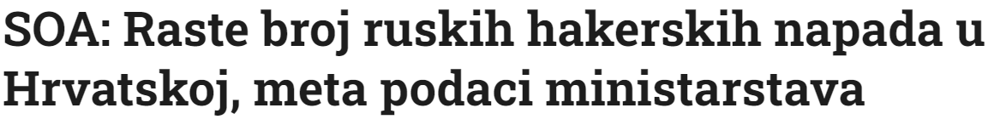 SOA: Raste broj ruskih hakerskih napada u
Hrvatskoj, meta podaci ministarstava